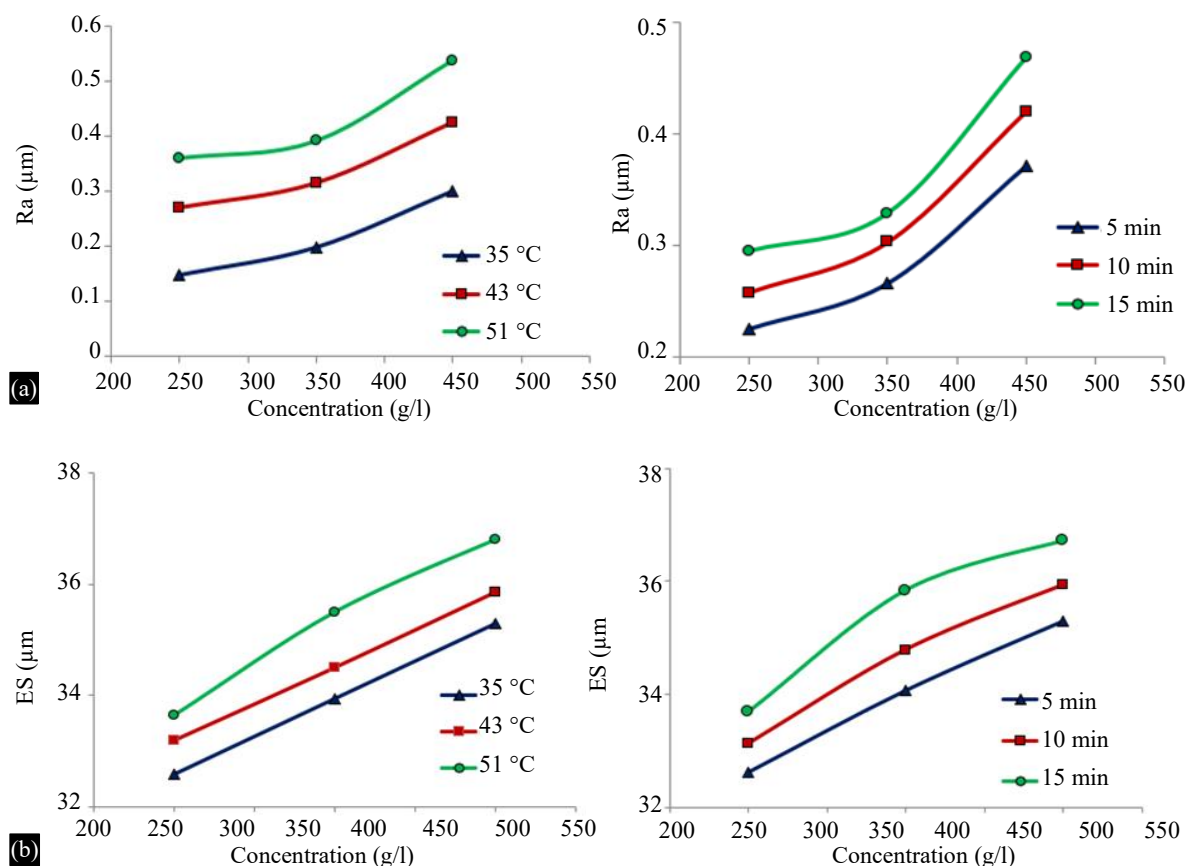 0.6
0.5
0.4
0.3
0.2
0.1
0
Ra (µm)
35 °C
43 °C
51 °C
200 250 300 350 400 450 500 550
Concentration (g/l)
0.5
0.4
0.3
0.2
Ra (µm)
5 min
10 min
15 min
200 250 300 350 400 450 500 550
Concentration (g/l)
(a)
38
36
34
32
ES (µm
35 °C
43 °C
51 °C
200 250 300 350 400 450 500 550
Concentration (g/l)
38
36
34
32
ES (µm
5 min
10 min
15 min
200 250 300 350 400 450 500 550
Concentration (g/l)
(b)